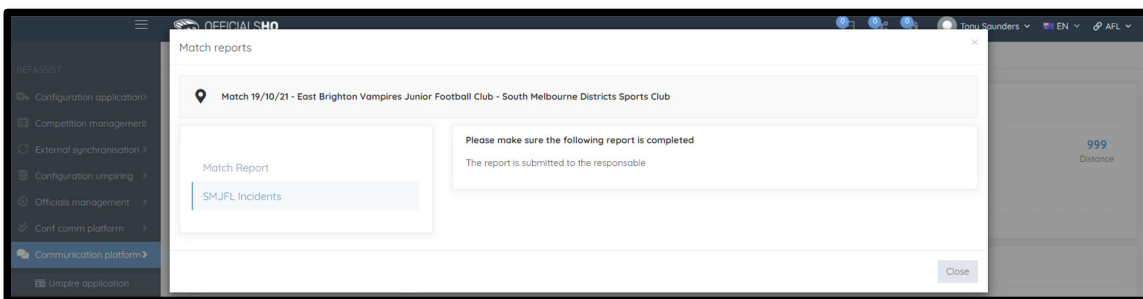 OFFICIALSHQ
Tony Saunders
EN
AFL
Match reports
×
REFASSIST
Configuration application
Competition management
External synchronisation
Configuration umpiring
Officials management
Conf comm platform
Communication platform
Umpire application
Match 19/10/21 - East Brighton Vampires Junior Football Club - South Melbourne Districts Sports Club
Match Report
SMJFL Incidents
Please make sure the following report is completed
The report is submitted to the responsable
999
Distance
Close